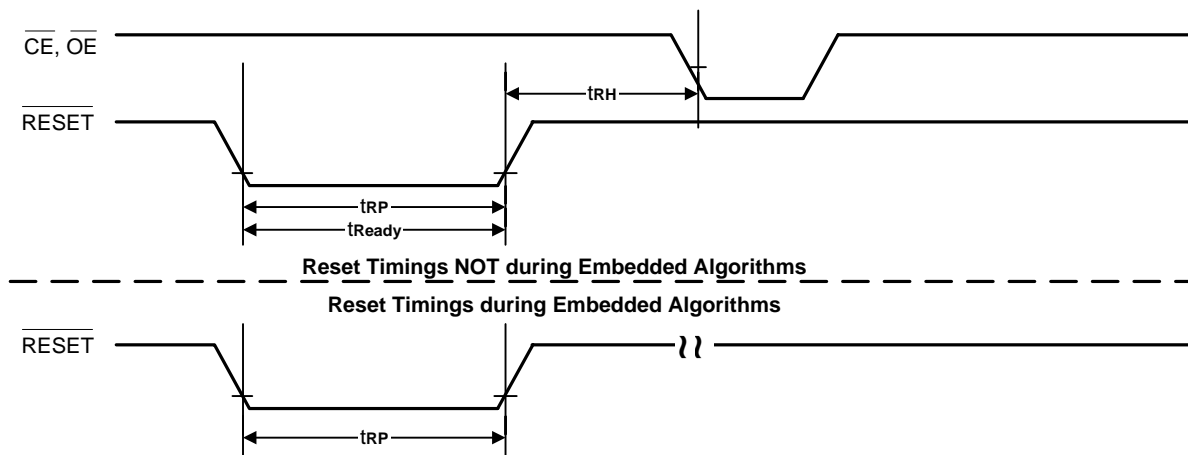 CE, OE
tRH
RESET
tRP
tReady
Reset Timings NOT during Embedded Algorithms
Reset Timings during Embedded Algorithms
RESET
tRP